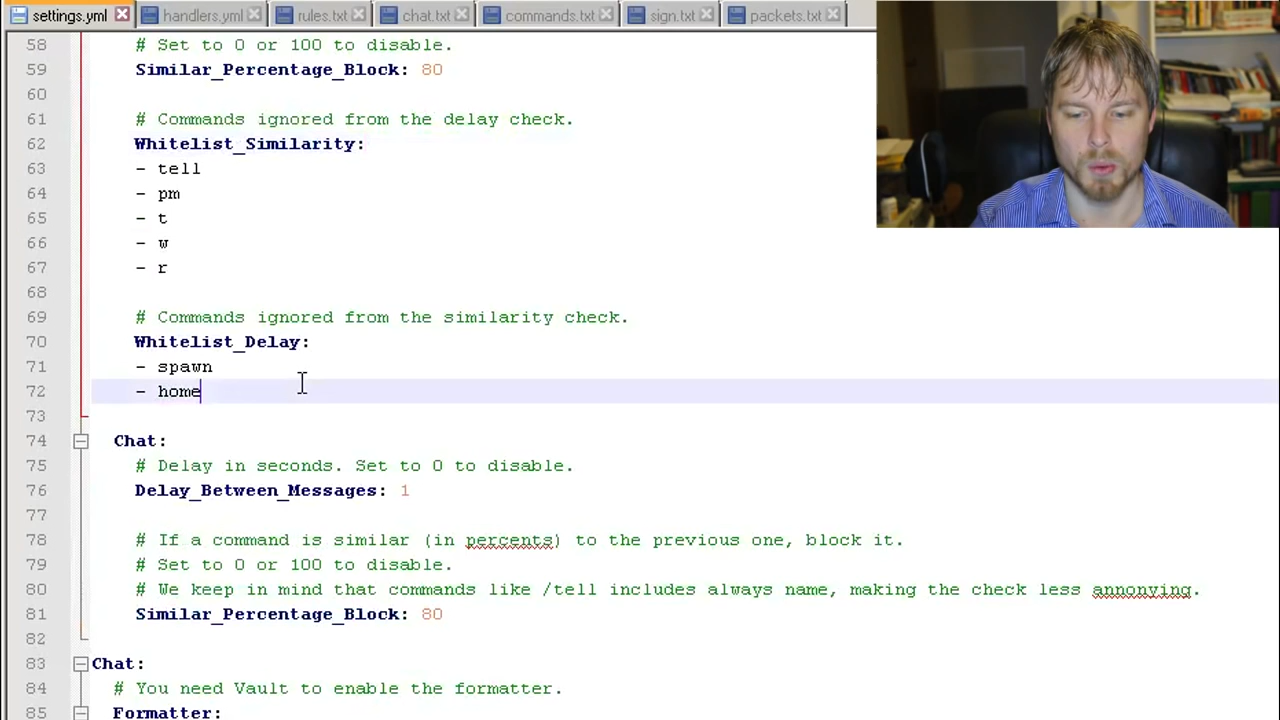 settings.yml handlers.yml rules.txt chat.txt commands.txt sign.txt packets.txt
58 # Set to 0 or 100 to disable.
59 Similar_Percentage_Block: 80
60
61 # Commands ignored from the delay check.
62 Whitelist_Similarity:
63 - tell
64 - pm
65 - t
66 - w
67 - r
68
69 # Commands ignored from the similarity check.
70 Whitelist_Delay:
71 - spawn
72 - home
73
74 Chat:
75 # Delay in seconds. Set to 0 to disable.
76 Delay_Between_Messages: 1
77
78 # If a command is similar (in percents) to the previous one, block it.
79 # Set to 0 or 100 to disable.
80 # We keep in mind that commands like /tell includes always name, making the check less annonying.
81 Similar_Percentage_Block: 80
82
83 Chat:
84 # You need Vault to enable the formatter.
85 Formatter: